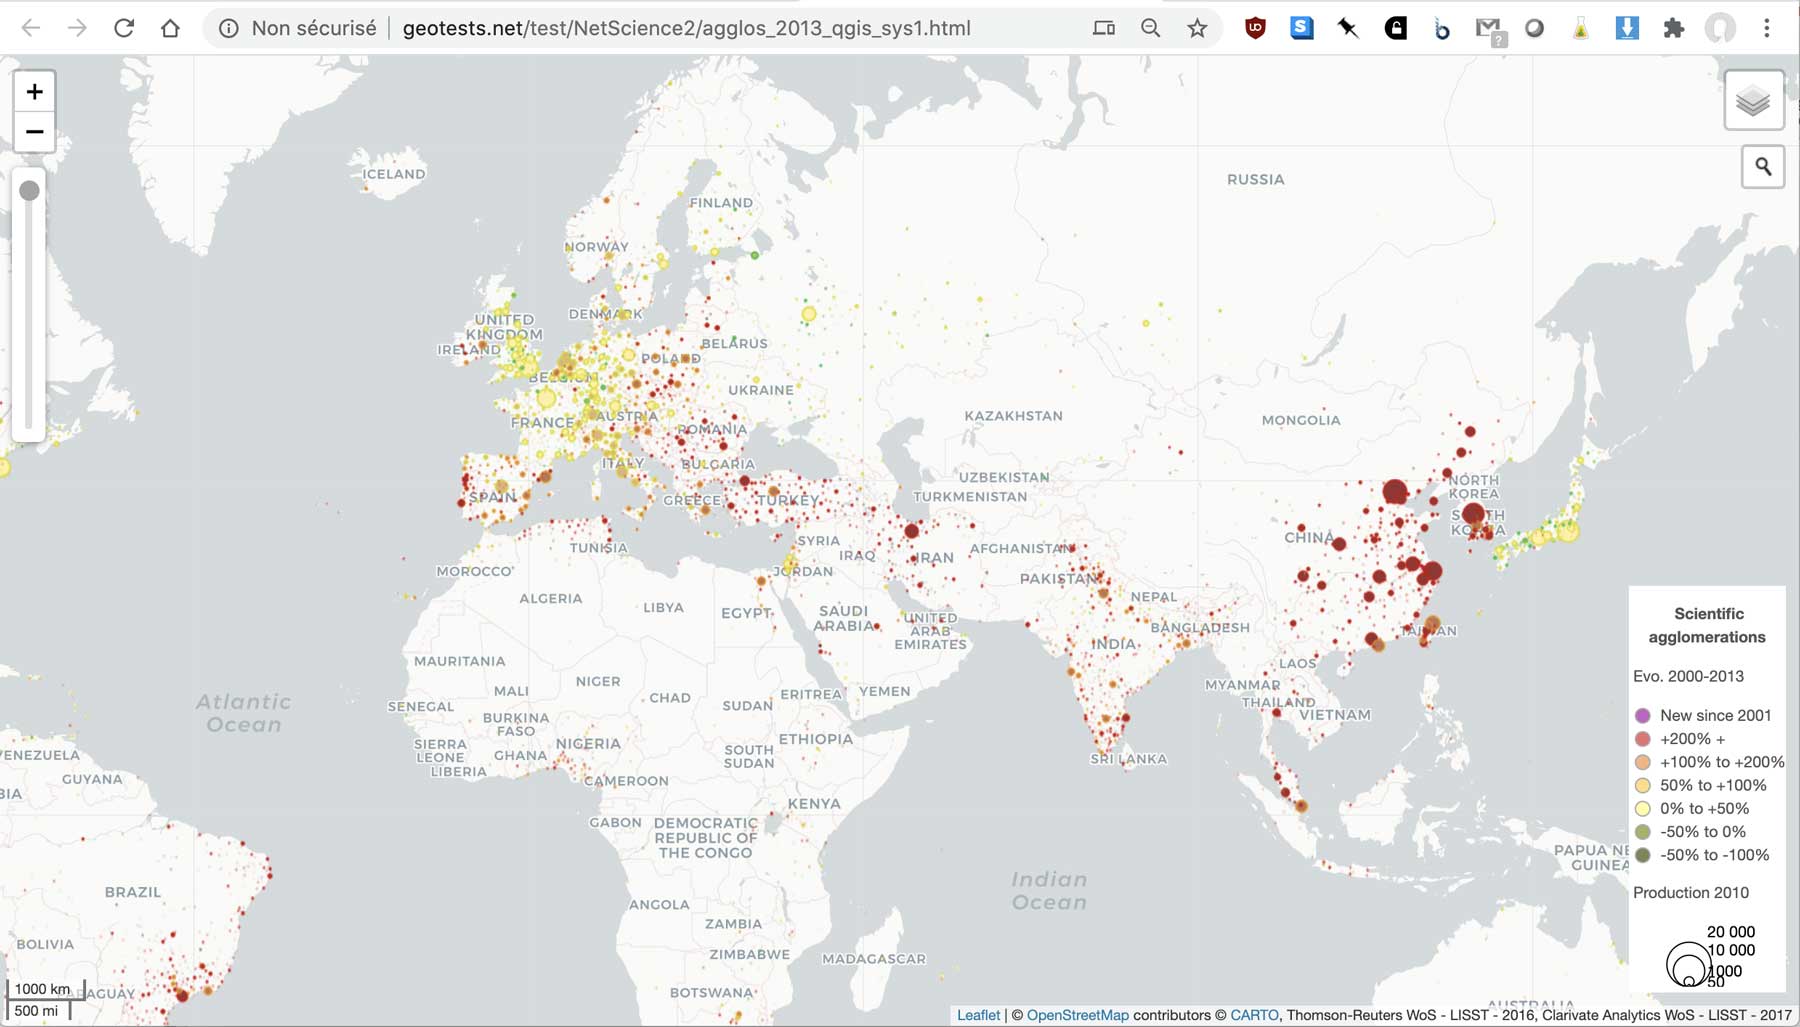 Non sécurisé
geotests.net/test/NetScience2/agglos_2013_qgis_sys1.html
+
−
ICELAND
RUSSIA
FINLAND
NORWAY
UNITED
KINGDOM
DENMARK
IRELAND
BELARUS
POLAND
BELGIUM
UKRAINE
KAZAKHSTAN
MONGOLIA
FRANCE
AUSTRIA
ROMANIA
ITALY
BULGARIA
UZBEKISTAN
NORTH
KOREA
SPAIN
GREECE
TURKEY
TURKMENISTAN
SOUTH
KOREA
CHINA
TUNISIA
SYRIA
IRAQ
IRAN
AFGHANISTAN
MOROCCO
JORDAN
PAKISTAN
ALGERIA
LIBYA
EGYPT
SAUDI
ARABIA
UNITED
ARAB
EMIRATES
NEPAL
BANGLADESH
INDIA
TAIWAN
MAURITANIA
NIGER
MALI
CHAD
SUDAN
ERITREA
YEMEN
MYANMAR
LAOS
THAILAND
VIETNAM
Atlantic
Ocean
SENEGAL
BURKINA
FASO
NIGERIA
ETHIOPIA
SIERRA
LEONE
GHANA
SOUTH
SUDAN
LIBERIA
CAMEROON
SRI LANKA
VENEZUELA
GUYANA
BIA
GABON
DEMOCRATIC
REPUBLIC OF
THE CONGO
KENYA
PAPUA NE
GUINEA
BRAZIL
Indian
Ocean
ANGOLA
ZAMBIA
BOLIVIA
ZIMBABWE
MADAGASCAR
PARAGUAY
BOTSWANA
AUSTRALIA
1000 km
500 mi
Scientific
agglomerations
Evo. 2000-2013
New since 2001
+200% +
+100% to +200%
50% to +100%
0% to +50%
-50% to 0%
-50% to -100%
Production 2010
20 000
10 000
1000
50
Leaflet | © OpenStreetMap contributors © CARTO, Thomson-Reuters WoS - LISST - 2016, Clarivate Analytics WoS - LISST - 2017